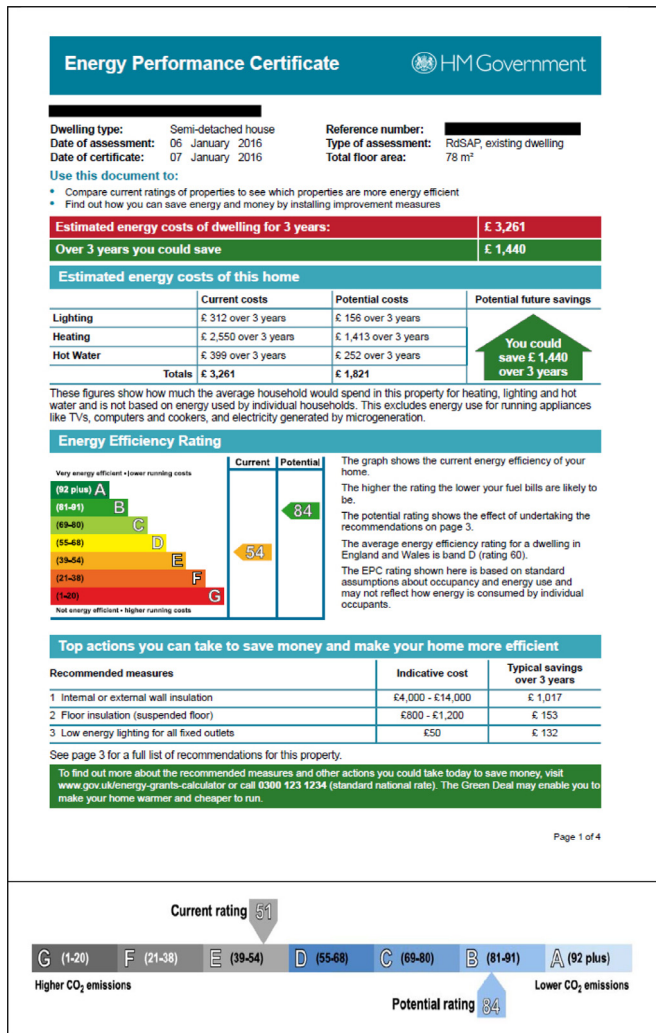 Energy Performance Certificate
HM Government
Dwelling type: Semi-detached house
Date of assessment: 06 January 2016
Date of certificate: 07 January 2016
Reference number:
Type of assessment: RdSAP, existing dwelling
Total floor area: 78 m²
Use this document to:
• Compare current ratings of properties to see which properties are more energy efficient
• Find out how you can save energy and money by installing improvement measures
Estimated energy costs of dwelling for 3 years: £ 3,261
Over 3 years you could save £ 1,440
Estimated energy costs of this home
Current costs Potential costs Potential future savings
Lighting £ 312 over 3 years £ 156 over 3 years
Heating £ 2,550 over 3 years £ 1,413 over 3 years
Hot Water £ 399 over 3 years £ 252 over 3 years
Totals £ 3,261 £ 1,821
You could
save £ 1,440
over 3 years
These figures show how much the average household would spend in this property for heating, lighting and hot
water and is not based on energy used by individual households. This excludes energy use for running appliances
like TVs, computers and cookers, and electricity generated by microgeneration.
Energy Efficiency Rating
Current Potential
Very energy efficient • lower running costs
(92 plus) A
(81-91) B
(69-80) C
(55-68) D
(39-54) E
(21-38) F
(1-20) G
Not energy efficient • higher running costs
54
84
The graph shows the current energy efficiency of your
home.
The higher the rating the lower your fuel bills are likely to
be.
The potential rating shows the effect of undertaking the
recommendations on page 3.
The average energy efficiency rating for a dwelling in
England and Wales is band D (rating 60).
The EPC rating shown here is based on standard
assumptions about occupancy and energy use and
may not reflect how energy is consumed by individual
occupants.
Top actions you can take to save money and make your home more efficient
Recommended measures Indicative cost Typical savings
over 3 years
1 Internal or external wall insulation £4,000 - £14,000 £ 1,017
2 Floor insulation (suspended floor) £800 - £1,200 £ 153
3 Low energy lighting for all fixed outlets £50 £ 132
See page 3 for a full list of recommendations for this property.
To find out more about the recommended measures and other actions you could take today to save money, visit
www.gov.uk/energy-grants-calculator or call 0300 123 1234 (standard national rate). The Green Deal may enable you to
make your home warmer and cheaper to run.
Page 1 of 4
Current rating 51
G (1-20) F (21-38) E (39-54) D (55-68) C (69-80) B (81-91) A (92 plus)
Higher CO₂ emissions Lower CO₂ emissions
Potential rating 84